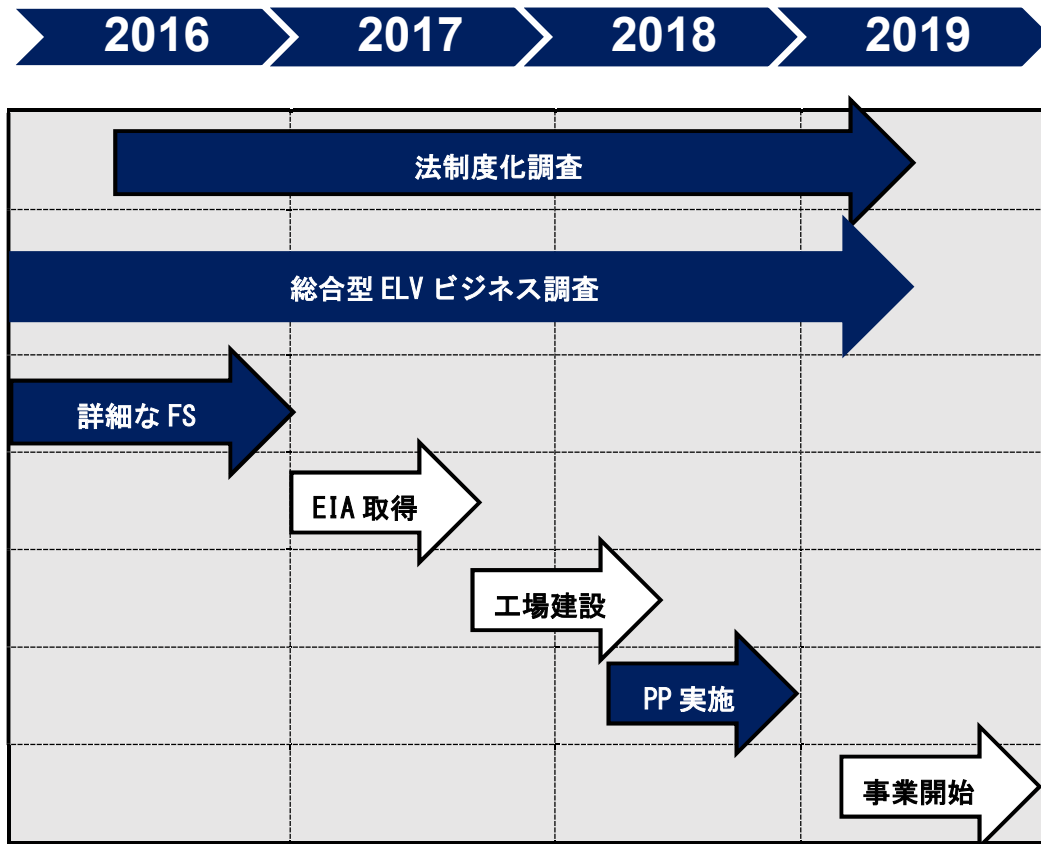 2016 2017 2018 2019
法制度化調査
総合型 ELV ビジネス調査
詳細な FS
EIA 取得
工場建設
PP 実施
事業開始